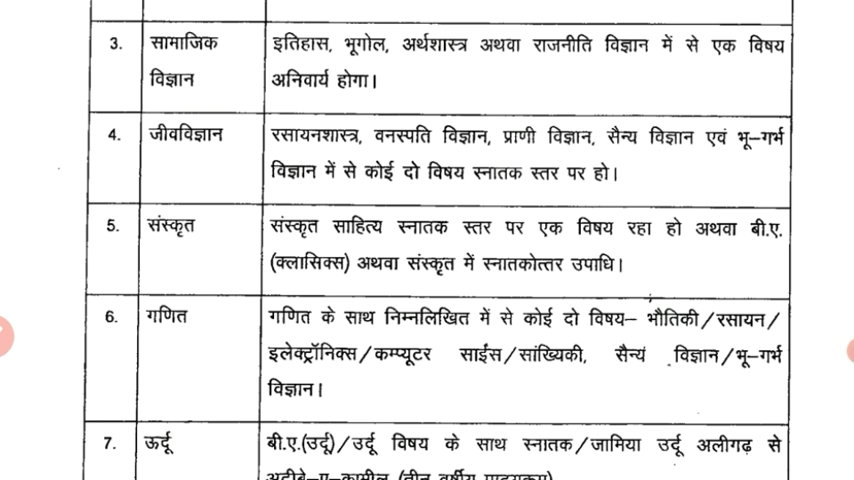 3. सामाजिक इतिहास, भूगोल, अर्थशास्त्र अथवा राजनीति विज्ञान में से एक विषय
विज्ञान अनिवार्य होगा।
4. जीवविज्ञान रसायनशास्त्र, वनस्पति विज्ञान, प्राणी विज्ञान, सैन्य विज्ञान एवं भू–गर्भ
विज्ञान में से कोई दो विषय स्नातक स्तर पर हो।
5. संस्कृत संस्कृत साहित्य स्नातक स्तर पर एक विषय रहा हो अथवा बी.ए.
(क्लासिक्स) अथवा संस्कृत में स्नातकोत्तर उपाधि।
6. गणित गणित के साथ निम्नलिखित में से कोई दो विषय– भौतिकी/रसायन/
इलेक्ट्रॉनिक्स/कम्प्यूटर साईंस/सांख्यिकी, सैन्यं विज्ञान/भू–गर्भ
विज्ञान।
7. ऊर्दू बी.ए.(उर्दू)/उर्दू विषय के साथ स्नातक/जामिया उर्दू अलीगढ़ से